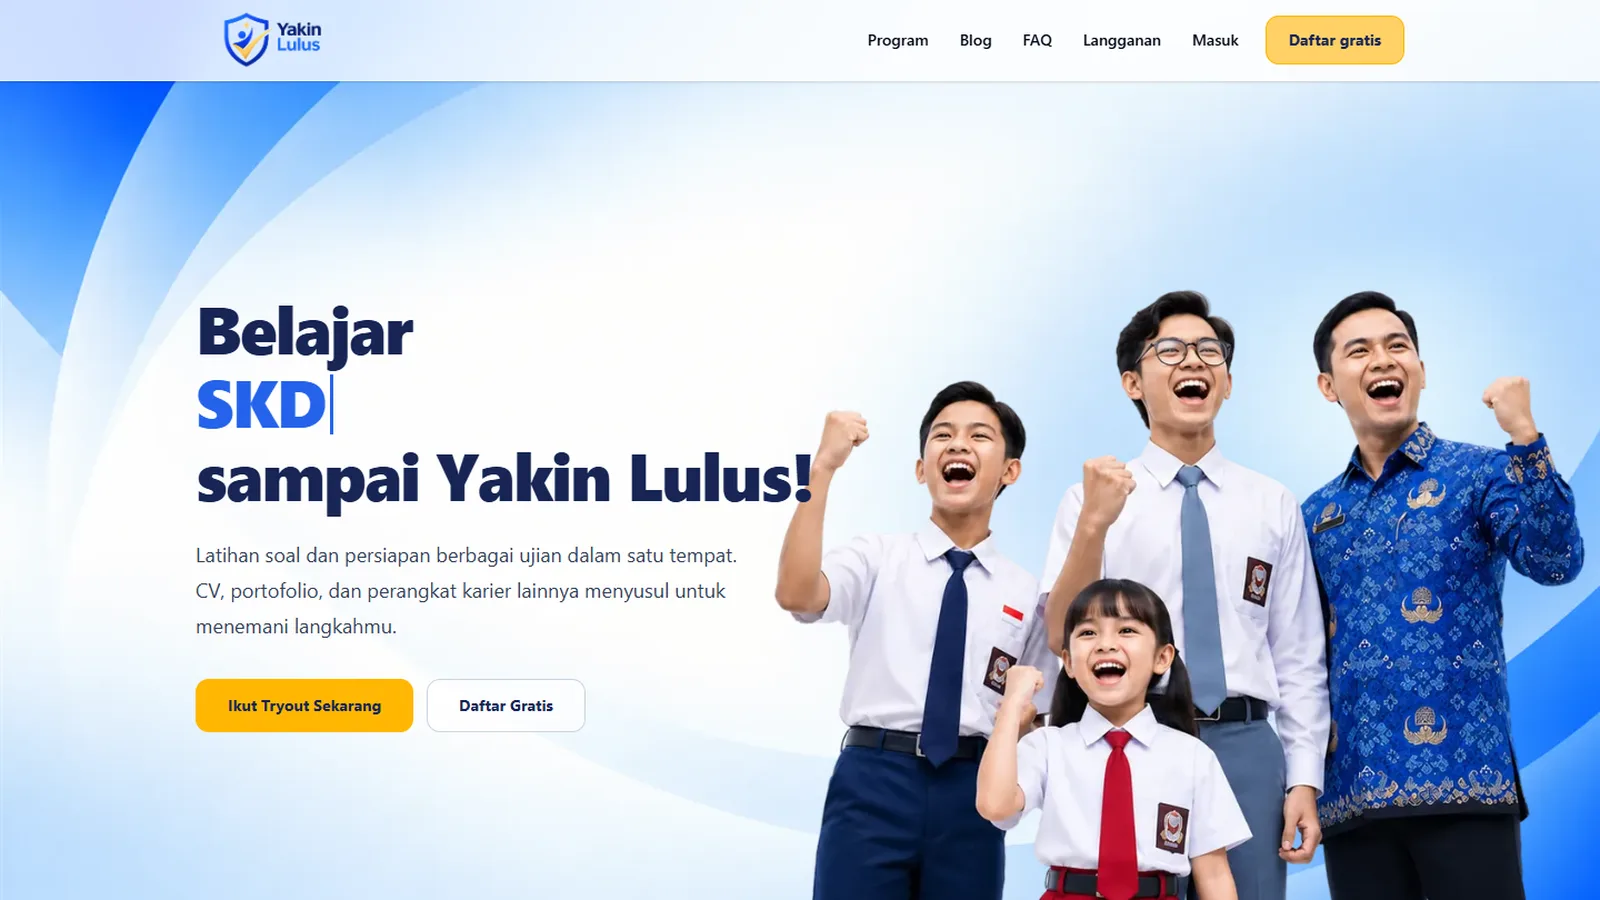 Yakin
Lulus
Program
Blog
FAQ
Langganan
Masuk
Daftar gratis
Belajar
SKD
sampai Yakin Lulus!
Latihan soal dan persiapan berbagai ujian dalam satu tempat.
CV, portofolio, dan perangkat karier lainnya menyusul untuk
menemani langkahmu.
Ikut Tryout Sekarang
Daftar Gratis